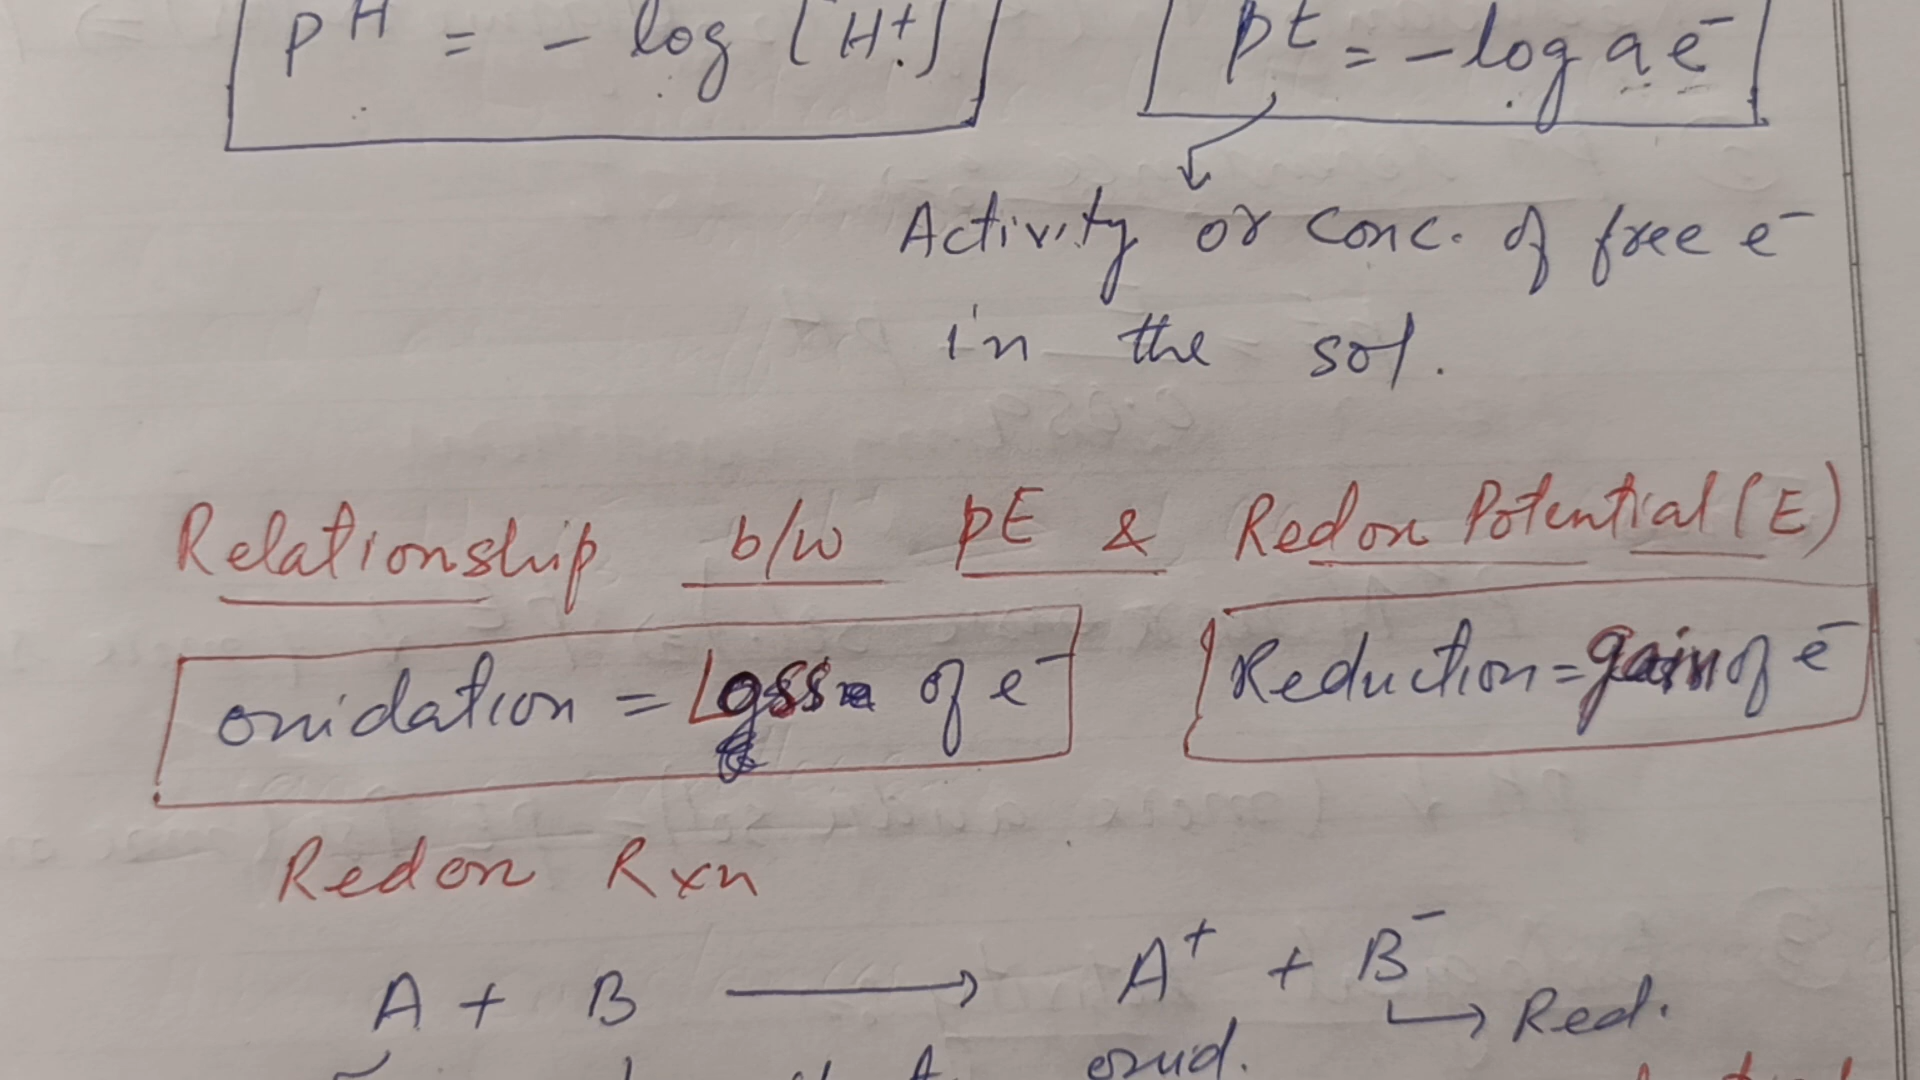 pH = - log [H+]
pE = - log a e⁻
Activity or conc. of free e⁻
in the sol.
Relationship b/w pE & Redox Potential (E)
oxidation = Loss of e⁻
Reduction = gain of e⁻
Redox Rxn
A + B ⟶ A⁺ + B⁻
→ Red.
oxid.